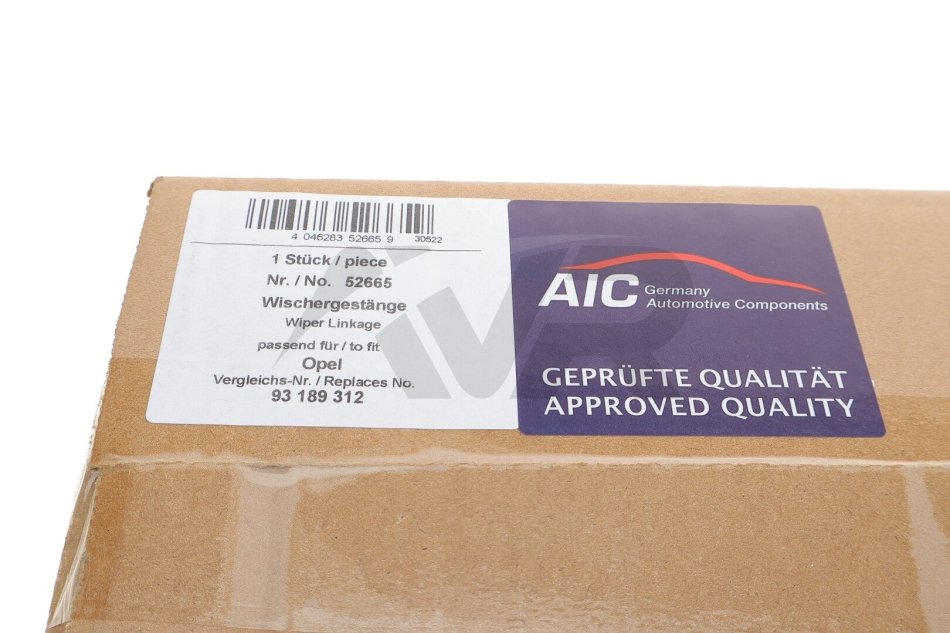 4 046283 52665 9 30522
1 Stück / piece
Nr. / No. 52665
Wischergestänge
Wiper Linkage
passend für / to fit
Opel
Vergleichs-Nr. / Replaces No.
93 189 312
AIC Germany
Automotive Components
GEPRÜFTE QUALITÄT
APPROVED QUALITY